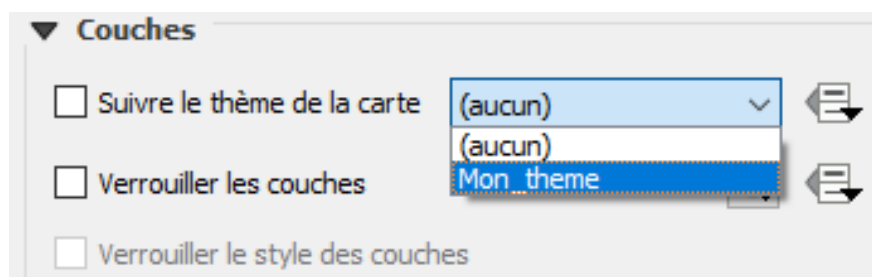 Couches
Suivre le thème de la carte (aucun)
(aucun)
Verrouiller les couches Mon_theme
Verrouiller le style des couches